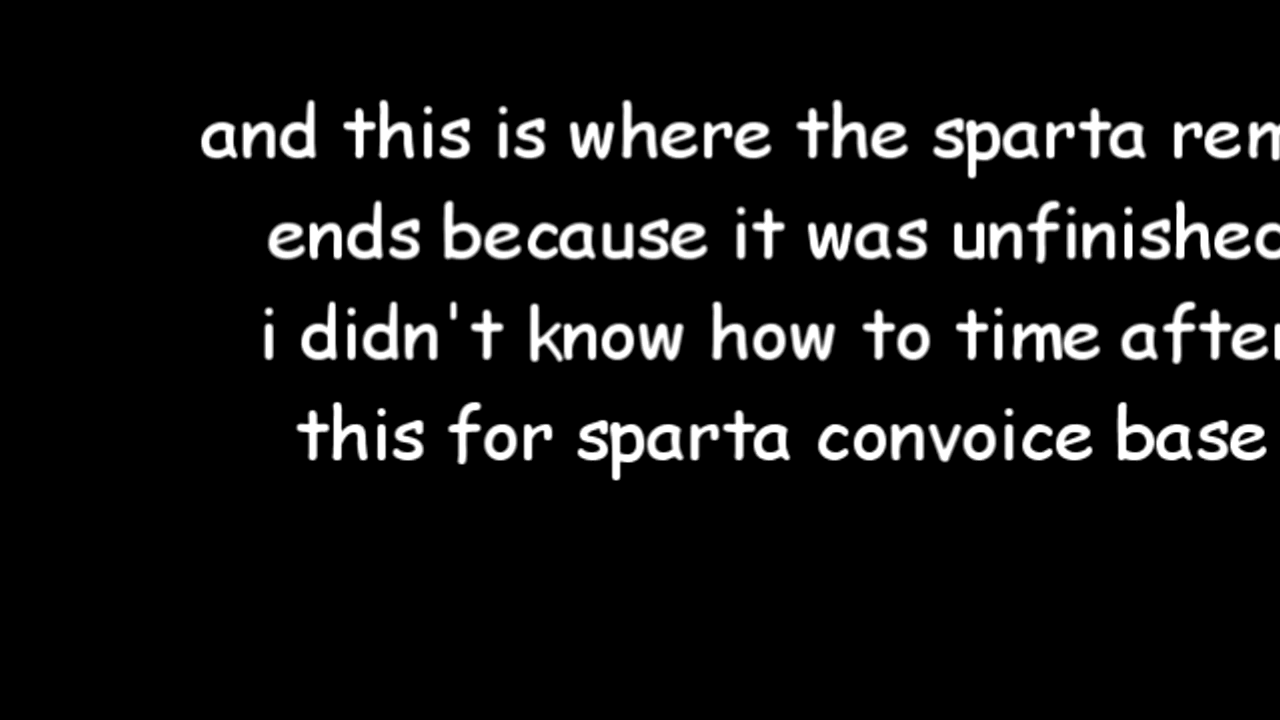 and this is where the sparta rem
ends because it was unfinished
i didn't know how to time after
this for sparta convoice base